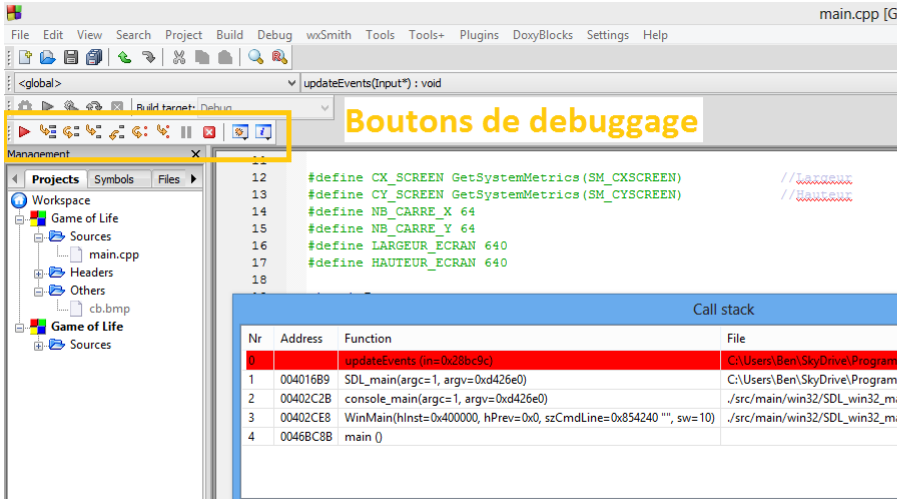 main.cpp [G
File Edit View Search Project Build Debug wxSmith Tools Tools+ Plugins DoxyBlocks Settings Help
<global> updateEvents(Input*) : void
Build target: Debug
Boutons de debuggage
Management X
Projects Symbols Files
Workspace
Game of Life
Sources
main.cpp
Headers
Others
cb.bmp
Game of Life
Sources
11
12 #define CX_SCREEN GetSystemMetrics(SM_CXSCREEN) //Largeur
13 #define CY_SCREEN GetSystemMetrics(SM_CYSCREEN) //Hauteur
14 #define NB_CARRE_X 64
15 #define NB_CARRE_Y 64
16 #define LARGEUR_ECRAN 640
17 #define HAUTEUR_ECRAN 640
18
Call stack
Nr Address Function File
0 updateEvents (in=0x28bc9c) C:\Users\Ben\SkyDrive\Program
1 004016B9 SDL_main(argc=1, argv=0xd426e0) C:\Users\Ben\SkyDrive\Program
2 00402C2B console_main(argc=1, argv=0xd426e0) ./src/main/win32/SDL_win32_ma
3 00402CE8 WinMain(hInst=0x400000, hPrev=0x0, szCmdLine=0x854240 "", sw=10) ./src/main/win32/SDL_win32_ma
4 0046BC8B main ()